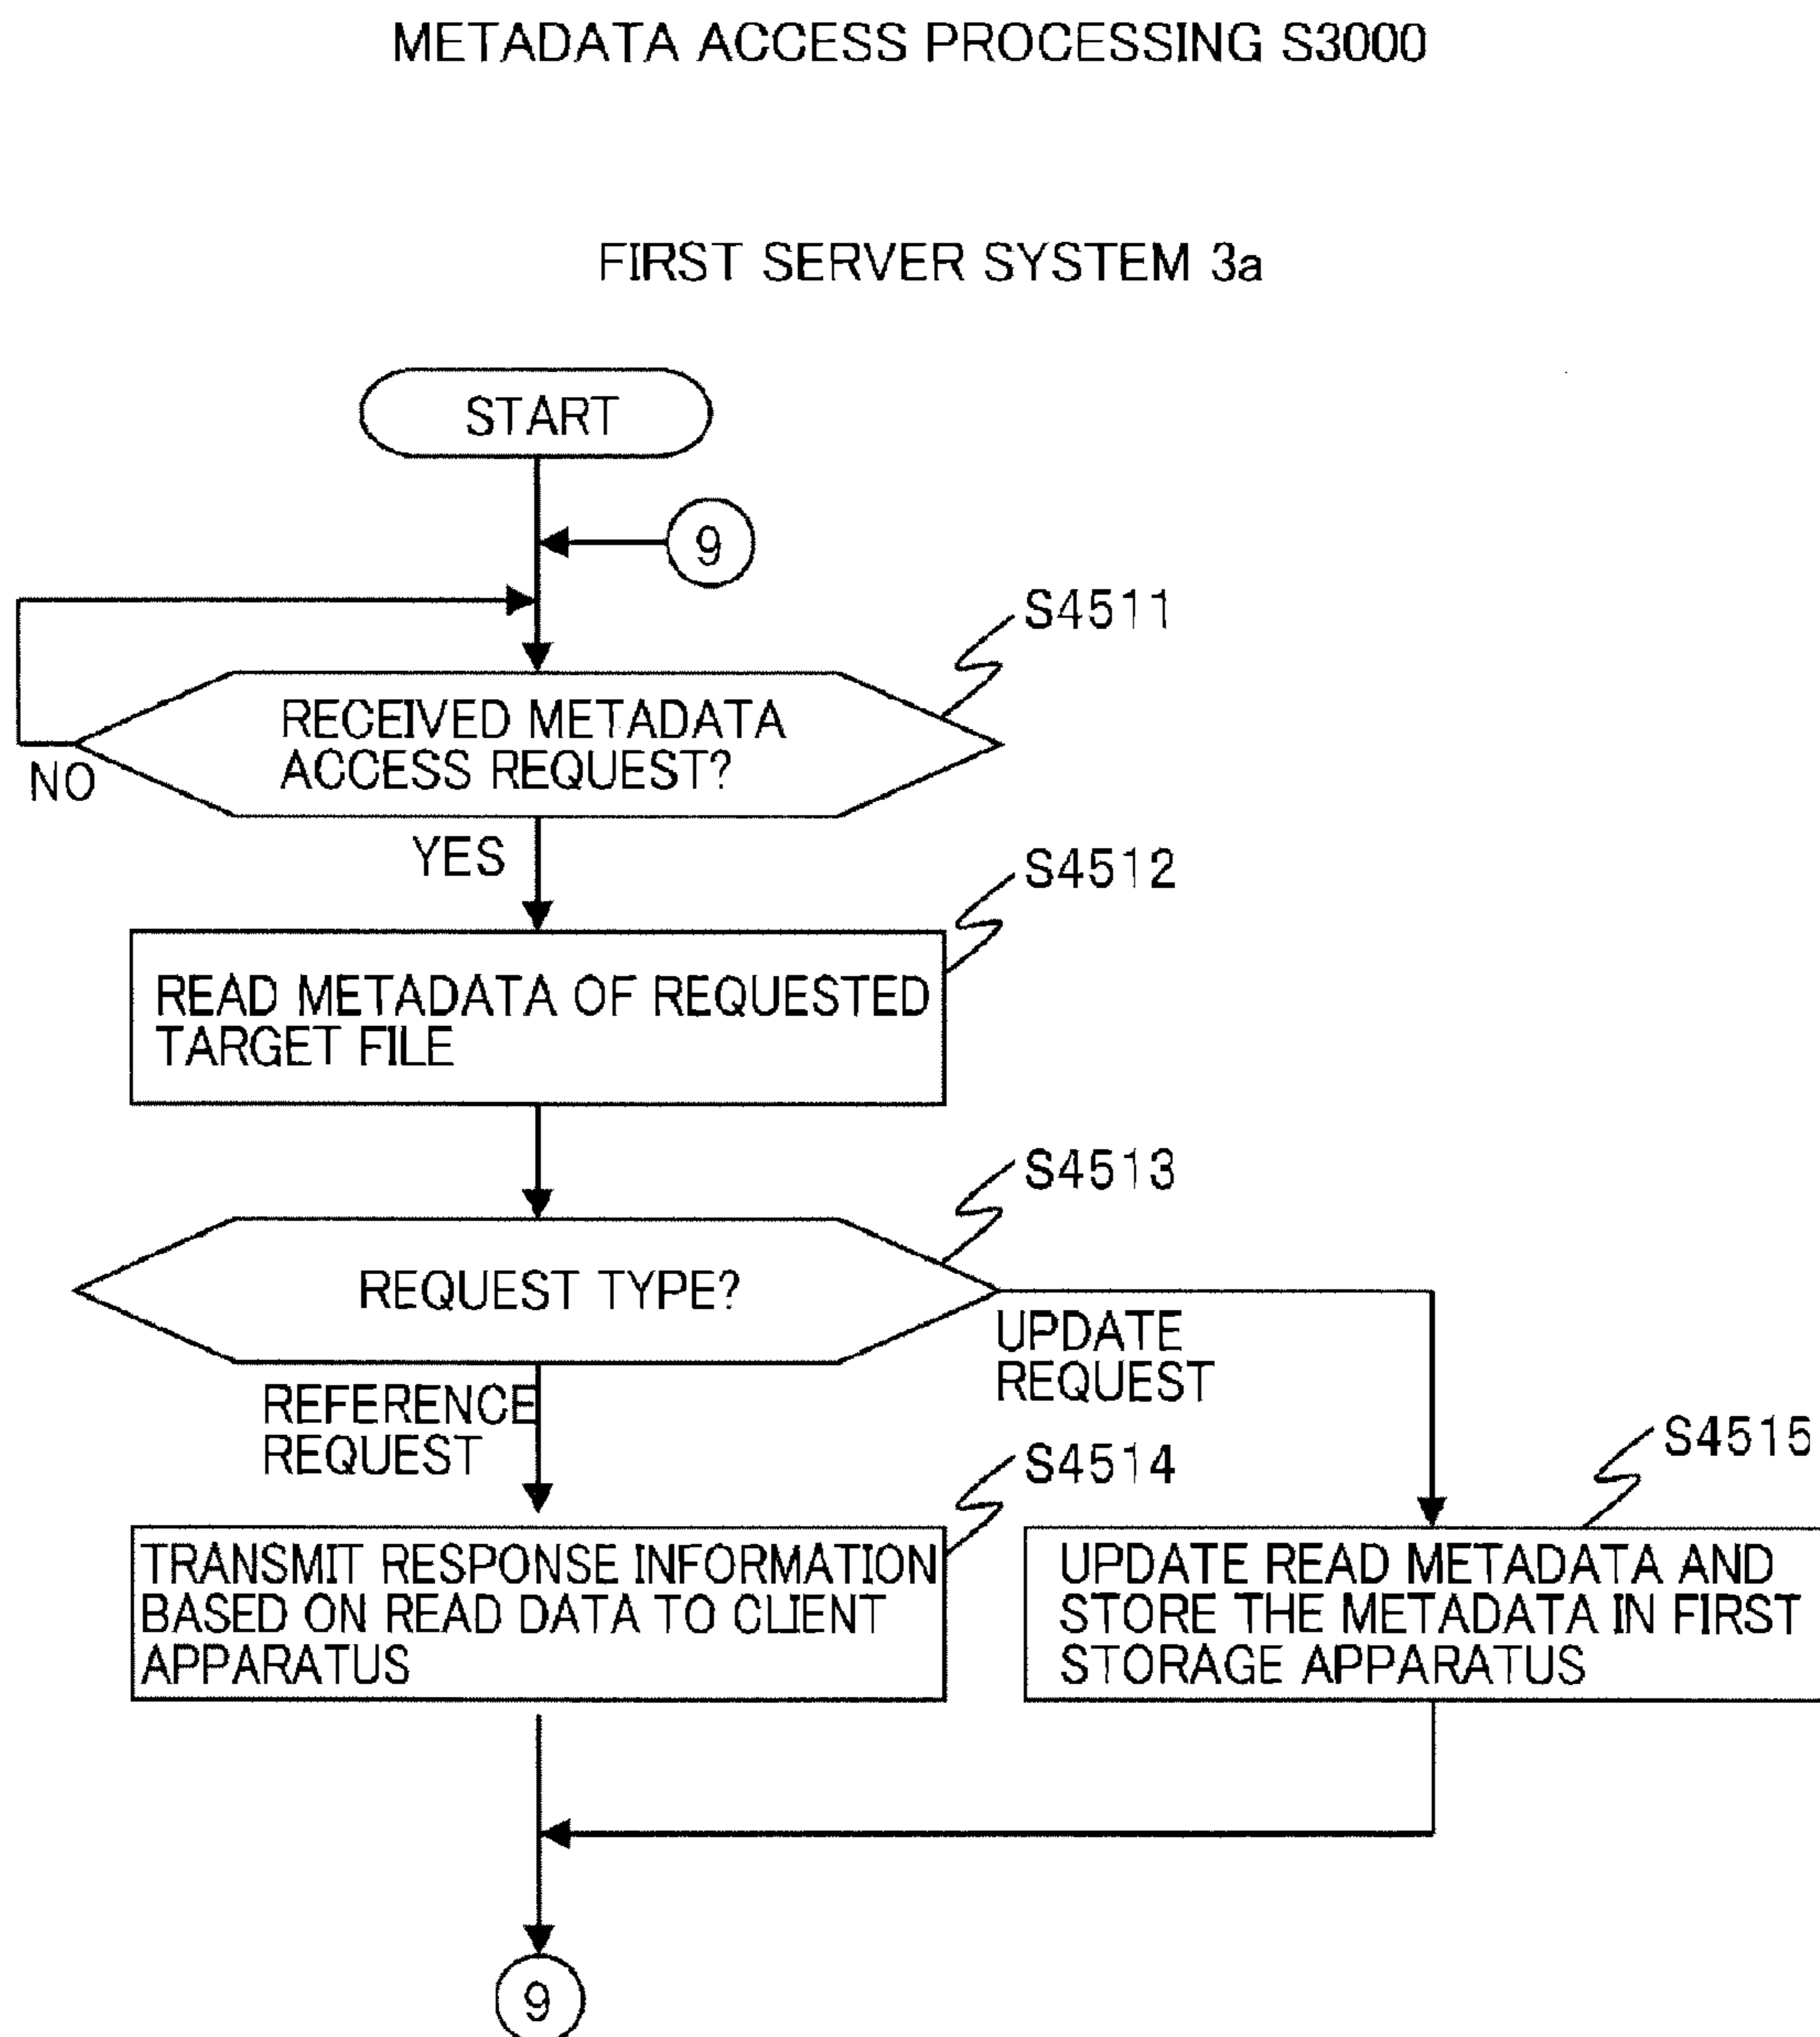 METADATA ACCESS PROCESSING S3000
FIRST SERVER SYSTEM 3a
START
9
S4511
RECEIVED METADATA
ACCESS REQUEST?
NO
YES
S4512
READ METADATA OF REQUESTED
TARGET FILE
S4513
REQUEST TYPE?
UPDATE
REQUEST
REFERENCE
REQUEST
S4514
S4515
TRANSMIT RESPONSE INFORMATION
BASED ON READ DATA TO CLIENT
APPARATUS
UPDATE READ METADATA AND
STORE THE METADATA IN FIRST
STORAGE APPARATUS
9